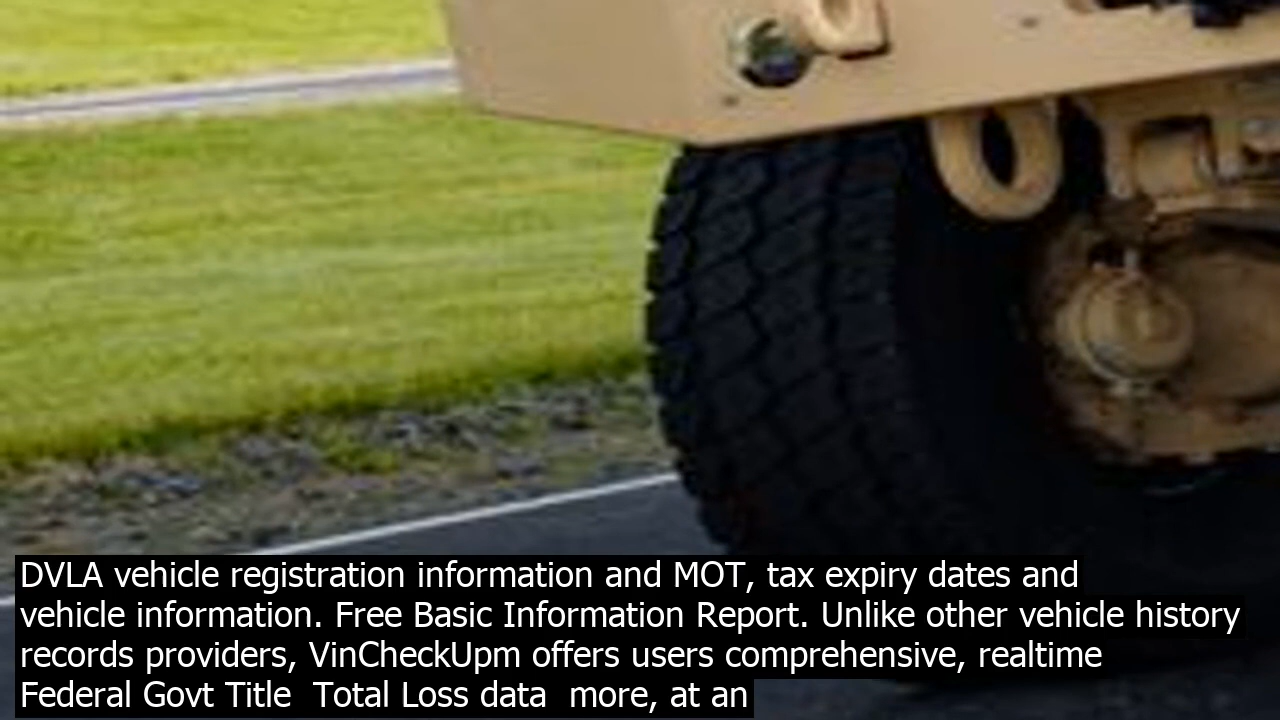 DVLA vehicle registration information and MOT, tax expiry dates and
vehicle information. Free Basic Information Report. Unlike other vehicle history
records providers, VinCheckUpm offers users comprehensive, realtime
Federal Govt Title  Total Loss data  more, at an